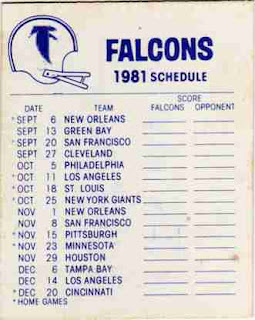 FALCONS
1981 SCHEDULE
SCORE
DATE TEAM FALCONS OPPONENT
*SEPT 6 NEW ORLEANS
SEPT 13 GREEN BAY
*SEPT 20 SAN FRANCISCO
SEPT 27 CLEVELAND
OCT 5 PHILADELPHIA
*OCT 11 LOS ANGELES
*OCT 18 ST. LOUIS
*OCT 25 NEW YORK GIANTS
NOV 1 NEW ORLEANS
NOV 8 SAN FRANCISCO
*NOV 15 PITTSBURGH
*NOV 23 MINNESOTA
*NOV 29 HOUSTON
DEC 6 TAMPA BAY
DEC 14 LOS ANGELES
*DEC 20 CINCINNATI
*HOME GAMES